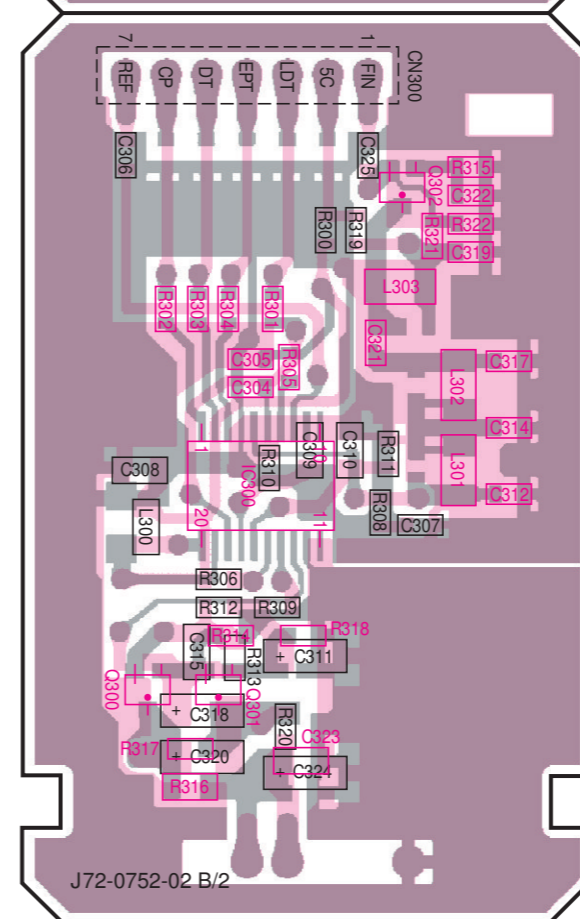 7 1
CN300
REF CP DT EPT LDT 5C FIN
C306 C325
Q302
R315
C322
R322
C319
R300 R319 R321
L303
R302 R303 R304 R301
C321
C305 R305
C304
C317
L302
C314
1 10
IC300
R310 C309 C310 R311
L301
C308
C312
20 11
L300
R308 C307
R306
R312 R309
R314 R318
C315 R313
+ C311
Q300 Q301
+ C318
R320
R317
C323
+ C320
+ C324
R316
J72-0752-02 B/2